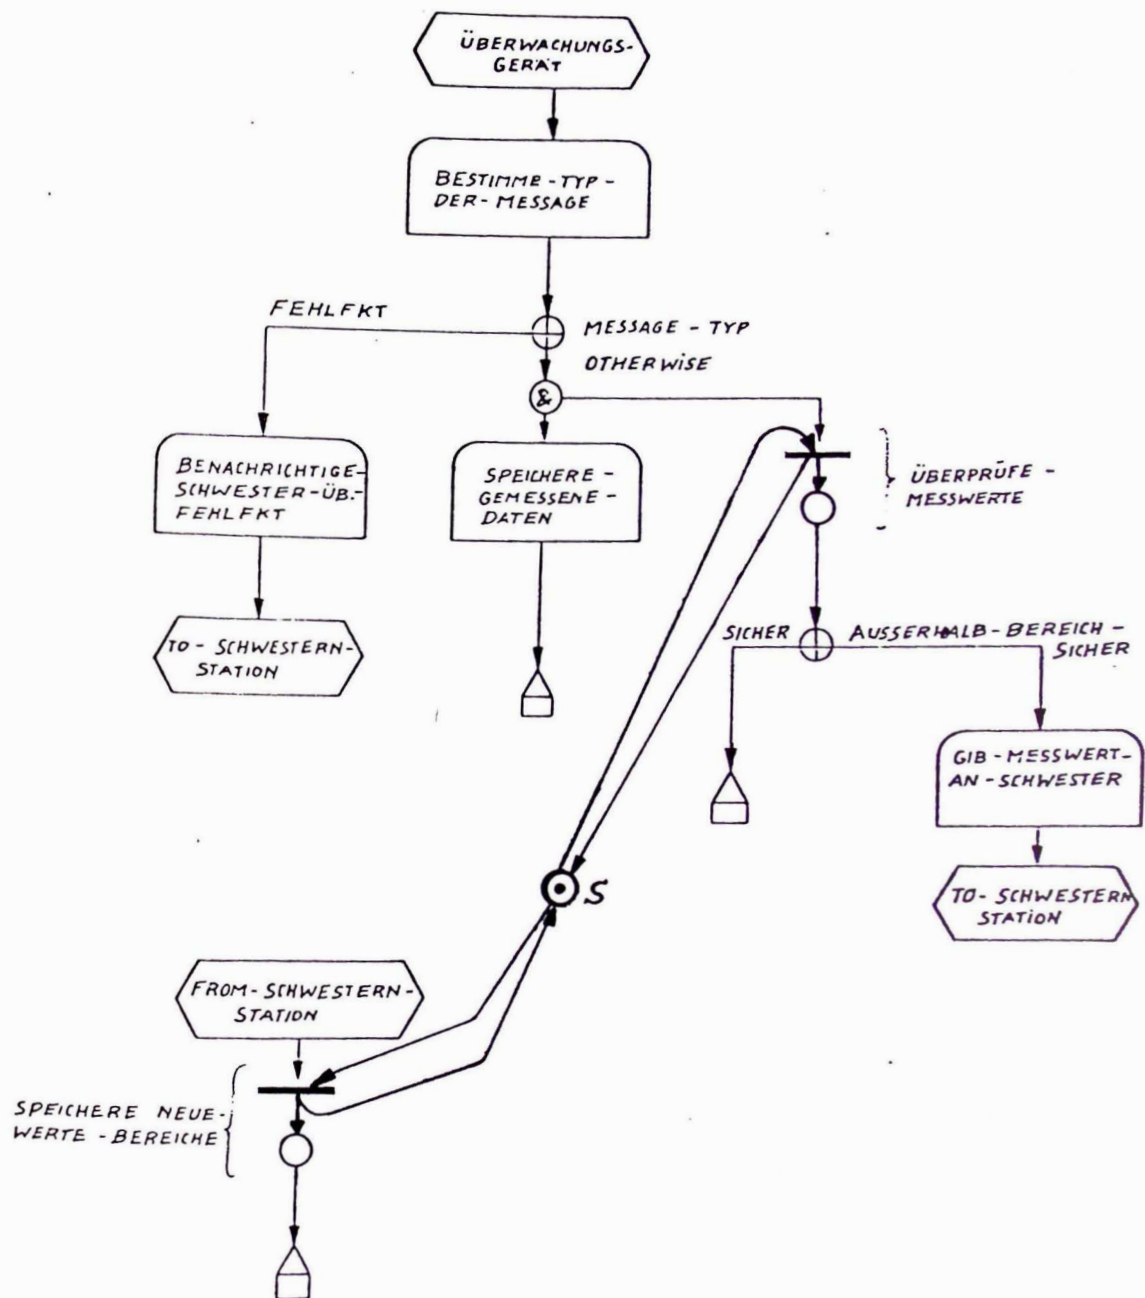 ÜBERWACHUNGS-
GERÄT
BESTIMME-TYP-
DER-MESSAGE
FEHLFKT
MESSAGE-TYP
OTHERWISE
&
BENACHRICHTIGE-
SCHWESTER-ÜB.-
FEHLFKT
SPEICHERE-
GEMESSENE-
DATEN
ÜBERPRÜFE-
MESSWERTE
TO-SCHWESTERN-
STATION
SICHER
AUSSERHALB-BEREICH-
SICHER
GIB-MESSWERT-
AN-SCHWESTER
TO-SCHWESTERN
STATION
S
FROM-SCHWESTERN-
STATION
SPEICHERE NEUE-
WERTE-BEREICHE